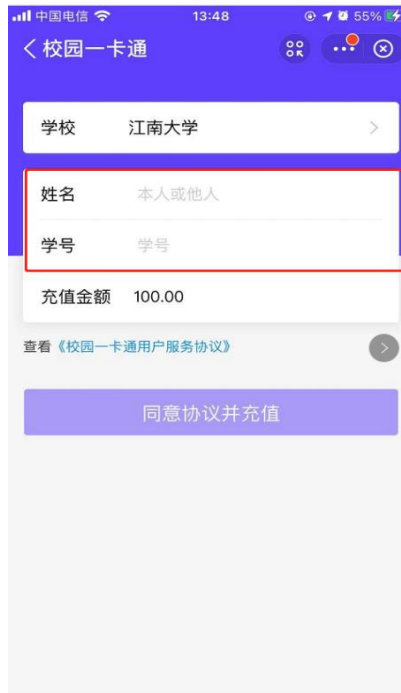 中国电信 13:48 55%
校园一卡通
学校 江南大学
姓名 本人或他人
学号 学号
充值金额 100.00
查看《校园一卡通用户服务协议》
同意协议并充值